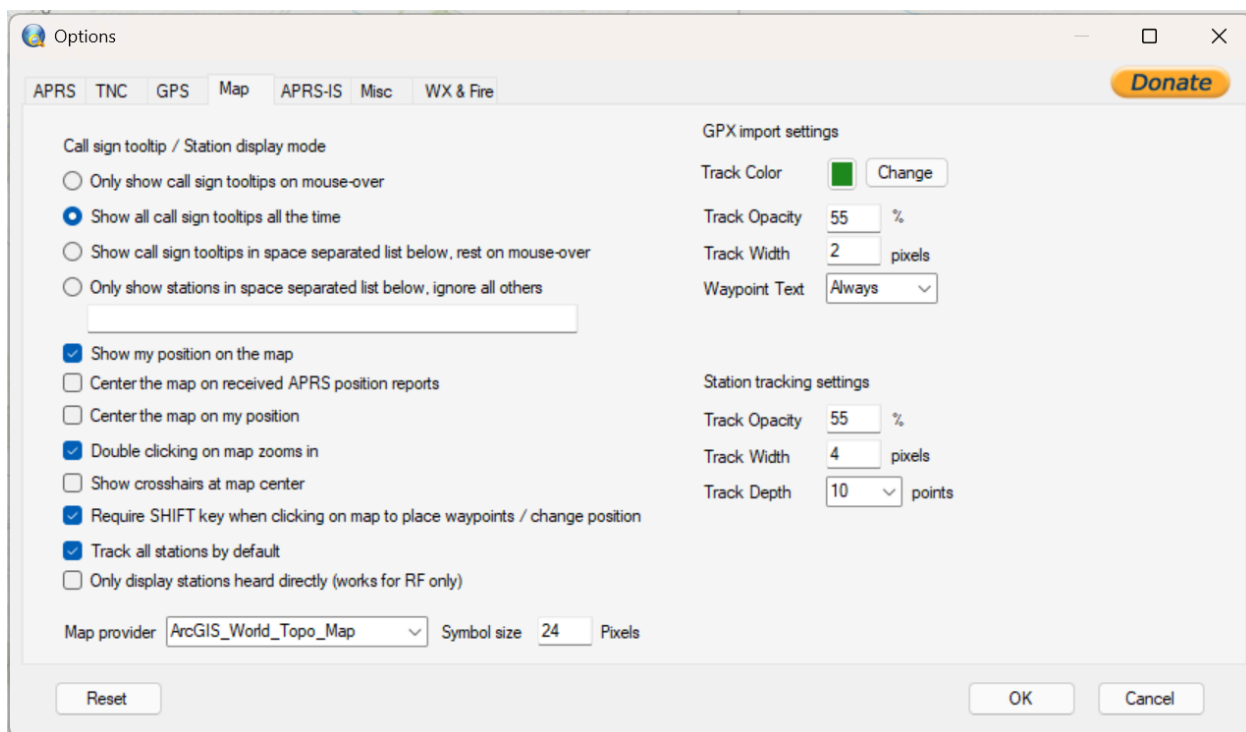 Options
APRS TNC GPS Map APRS-IS Misc WX & Fire
Donate
Call sign tooltip / Station display mode
Only show call sign tooltips on mouse-over
Show all call sign tooltips all the time
Show call sign tooltips in space separated list below, rest on mouse-over
Only show stations in space separated list below, ignore all others
Show my position on the map
Center the map on received APRS position reports
Center the map on my position
Double clicking on map zooms in
Show crosshairs at map center
Require SHIFT key when clicking on map to place waypoints / change position
Track all stations by default
Only display stations heard directly (works for RF only)
Map provider ArcGIS_World_Topo_Map Symbol size 24 Pixels
GPX import settings
Track Color Change
Track Opacity 55 %
Track Width 2 pixels
Waypoint Text Always
Station tracking settings
Track Opacity 55 %
Track Width 4 pixels
Track Depth 10 points
Reset OK Cancel